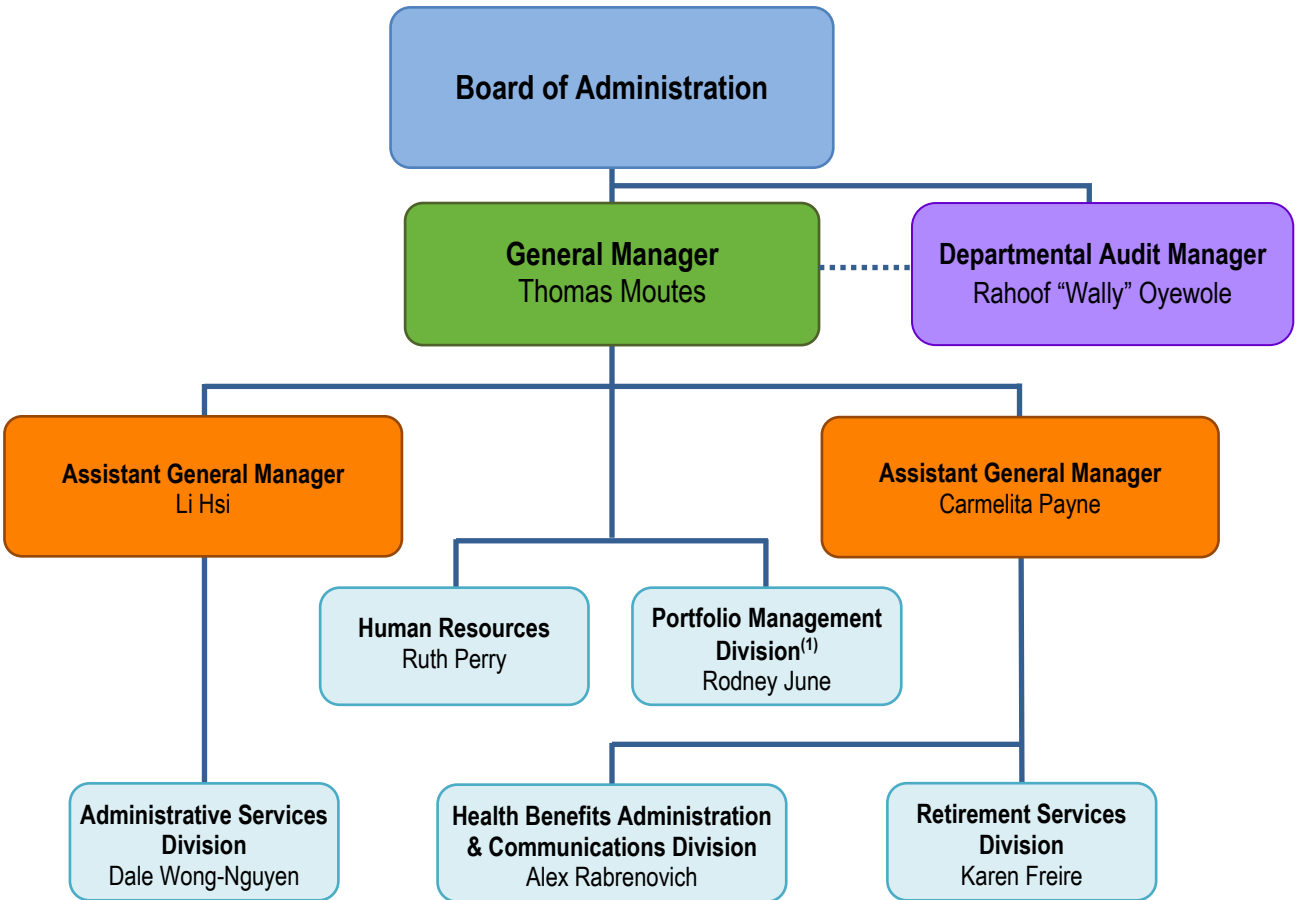 Board of Administration
General Manager
Thomas Moutes
Departmental Audit Manager
Rahoof “Wally” Oyewole
Assistant General Manager
Li Hsi
Assistant General Manager
Carmelita Payne
Human Resources
Ruth Perry
Portfolio Management
Division(1)
Rodney June
Administrative Services
Division
Dale Wong-Nguyen
Health Benefits Administration
& Communications Division
Alex Rabrenovich
Retirement Services
Division
Karen Freire